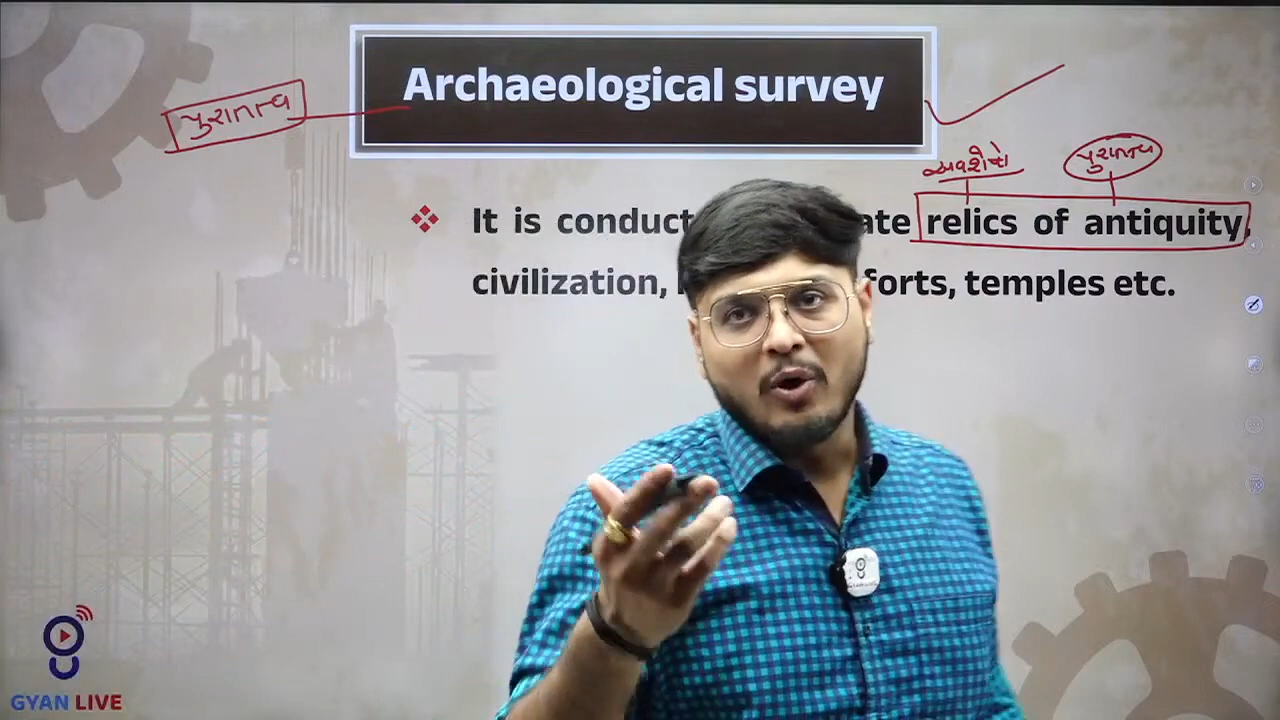 Archaeological survey
પુરાતત્વ
અવશેષો
પુરાતત્વ
❖ It is conduct ate relics of antiquity,
civilization, forts, temples etc.
GYAN LIVE